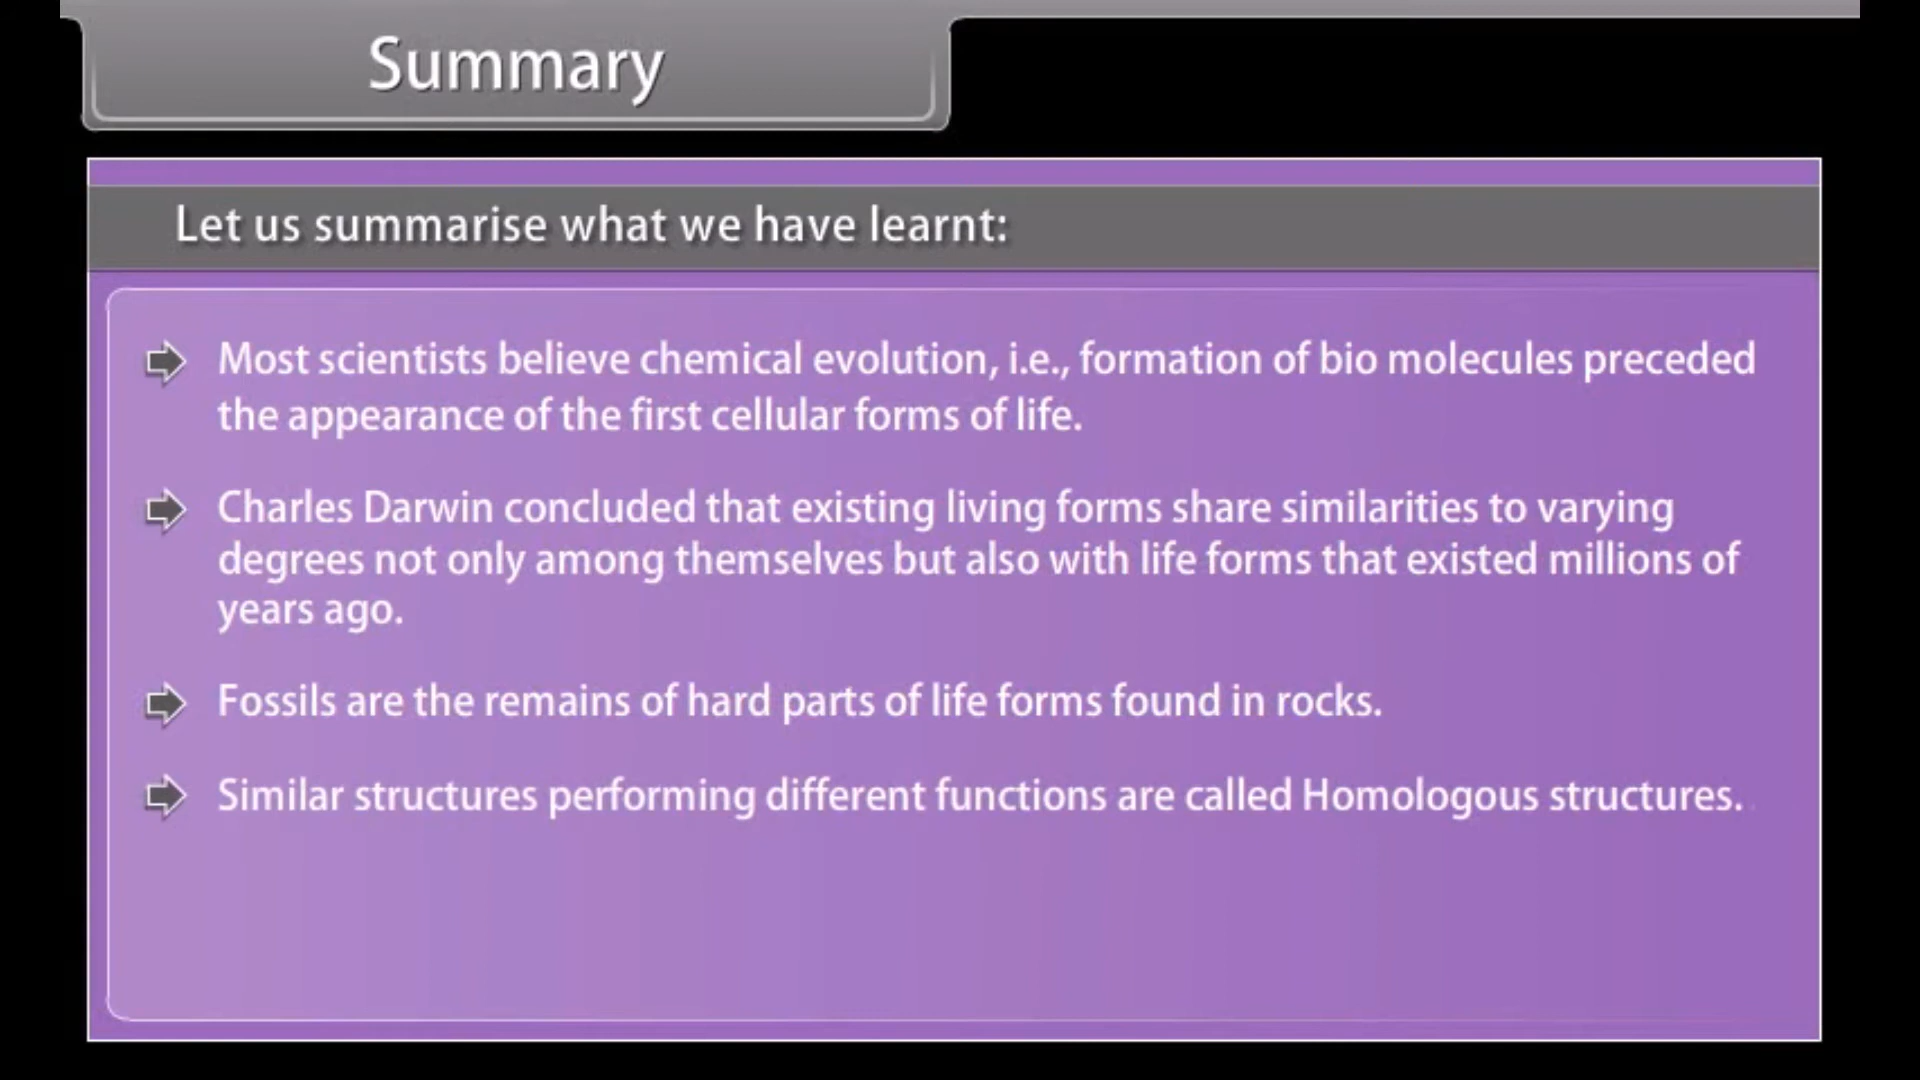 Summary
Let us summarise what we have learnt:
Most scientists believe chemical evolution, i.e., formation of bio molecules preceded
the appearance of the first cellular forms of life.
Charles Darwin concluded that existing living forms share similarities to varying
degrees not only among themselves but also with life forms that existed millions of
years ago.
Fossils are the remains of hard parts of life forms found in rocks.
Similar structures performing different functions are called Homologous structures.